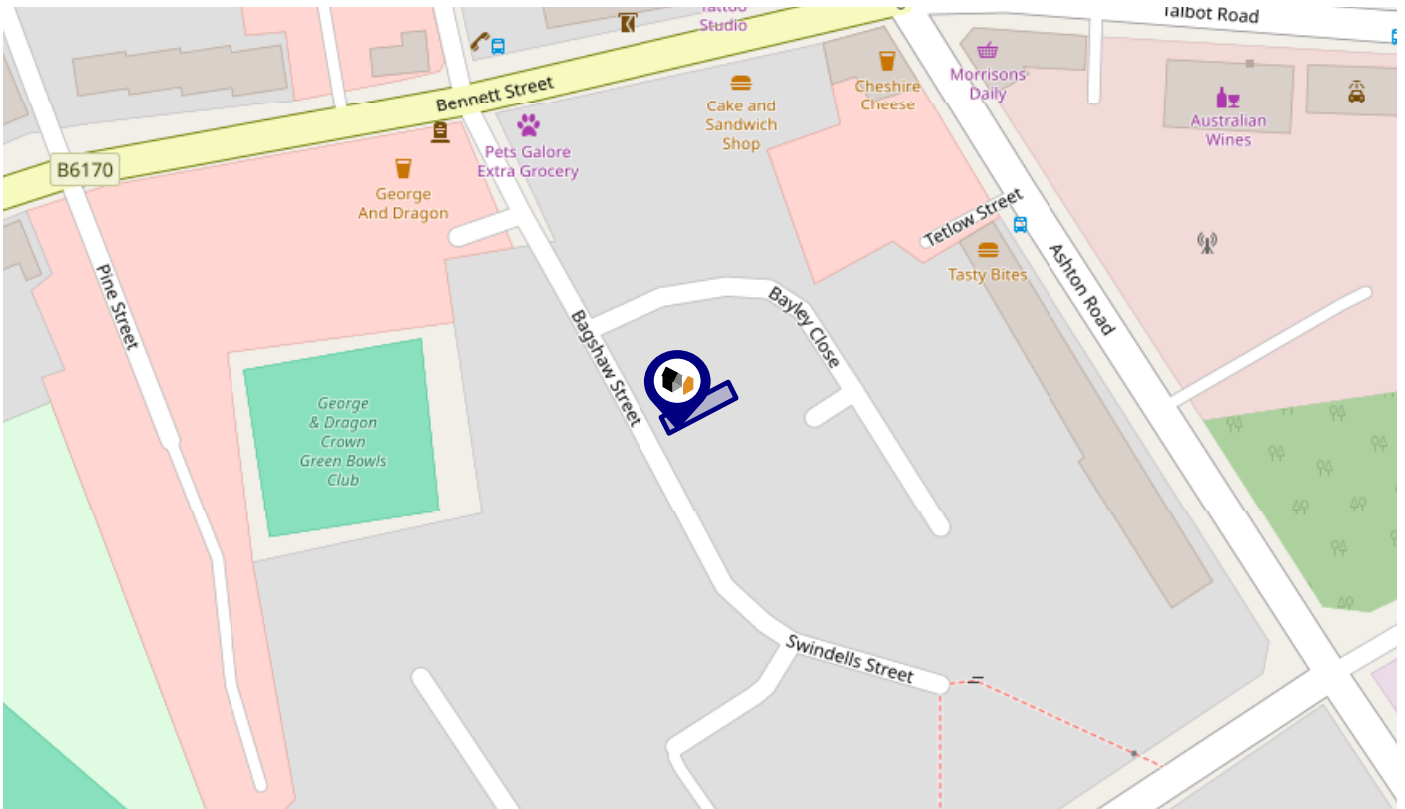 Tattoo
Studio
Talbot Road
Bennett Street
Cheshire
Cheese
Morrisons
Daily
Cake and
Sandwich
Shop
Australian
Wines
Pets Galore
Extra Grocery
B6170
George
And Dragon
Tetlow Street
Tasty Bites
Ashton Road
Pine Street
Bayley Close
Bagshaw Street
George
& Dragon
Crown
Green Bowls
Club
Swindells Street